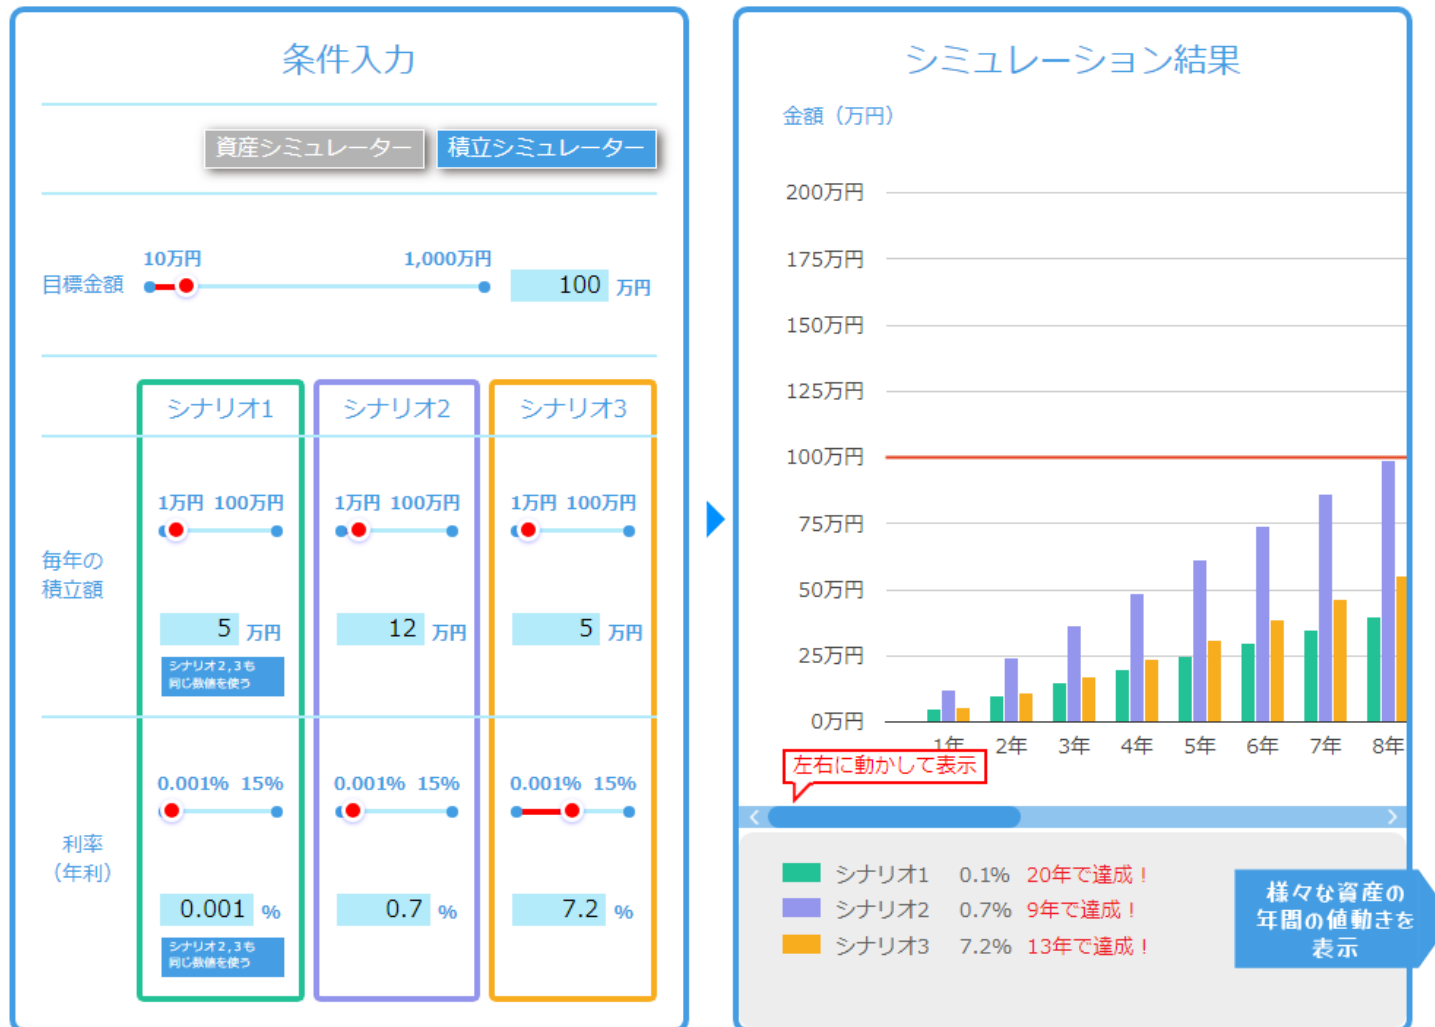 条件入力
資産シミュレーター 積立シミュレーター
10万円 1,000万円
目標金額 100 万円
シナリオ1 シナリオ2 シナリオ3
1万円 100万円 1万円 100万円 1万円 100万円
毎年の
積立額
5 万円 12 万円 5 万円
シナリオ2,3も
同じ数値を使う
0.001% 15% 0.001% 15% 0.001% 15%
利率
（年利）
0.001 % 0.7 % 7.2 %
シナリオ2,3も
同じ数値を使う
シミュレーション結果
金額（万円）
200万円
175万円
150万円
125万円
100万円
75万円
50万円
25万円
0万円
1年 2年 3年 4年 5年 6年 7年 8年
左右に動かして表示
シナリオ1 0.1% 20年で達成！
シナリオ2 0.7% 9年で達成！
シナリオ3 7.2% 13年で達成！
様々な資産の
年間の値動きを
表示